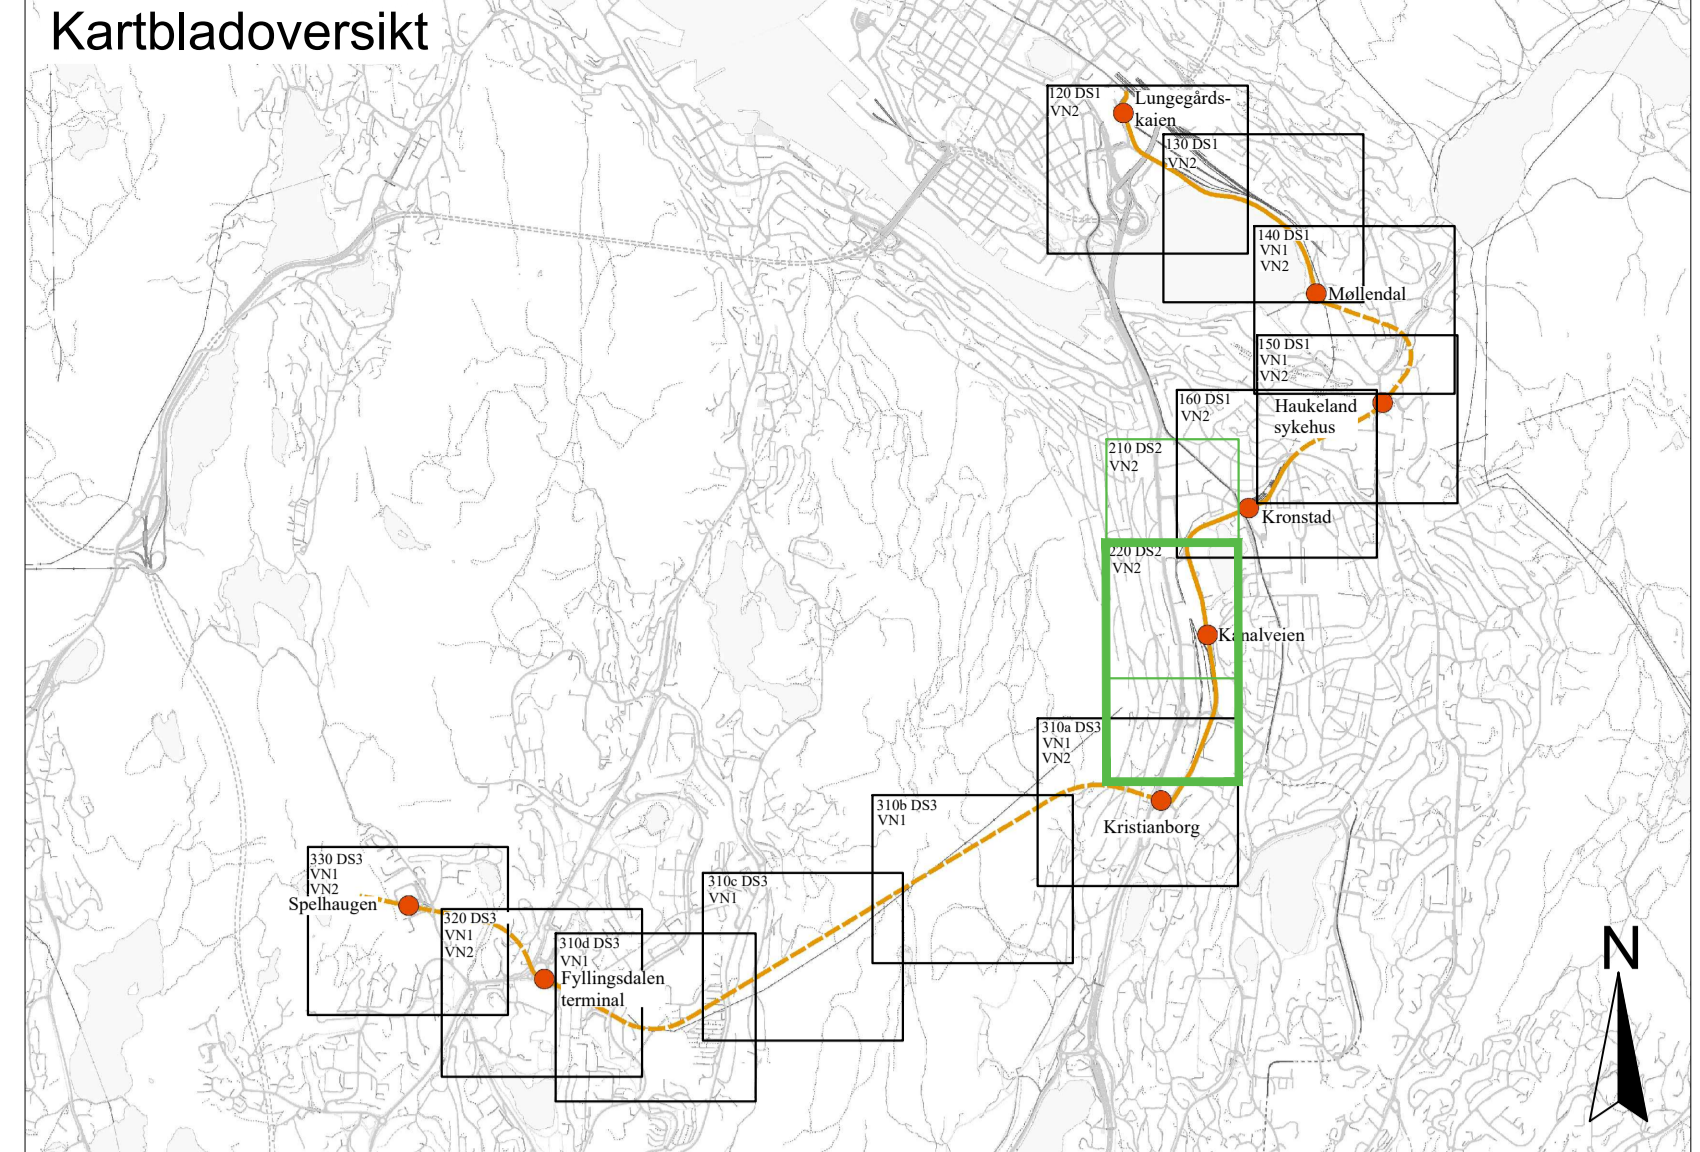 Kartbladoversikt
120 DS1
VN2
Lungegårds-
kaien
130 DS1
VN2
140 DS1
VN1
VN2
Møllendal
150 DS1
VN1
VN2
160 DS1
VN2
Haukeland
sykehus
210 DS2
VN2
Kronstad
220 DS2
VN2
Kanalveien
310a DS3
VN1
VN2
310b DS3
VN1
Kristianborg
330 DS3
VN1
VN2
Spelhaugen
310c DS3
VN1
320 DS3
VN1
VN2
310d DS3
VN1
Fyllingsdalen
terminal
N